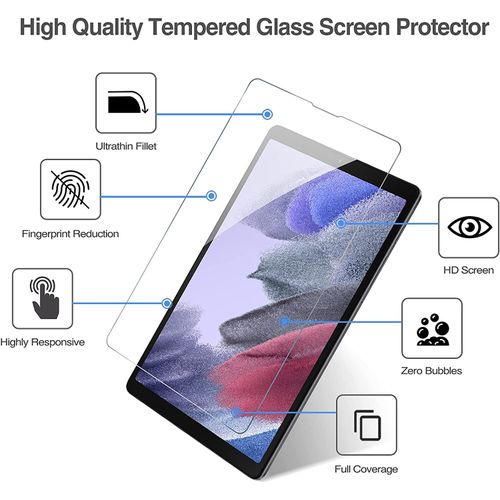 High Quality Tempered Glass Screen Protector
Ultrathin Fillet
Fingerprint Reduction
HD Screen
Highly Responsive
Zero Bubbles
Full Coverage